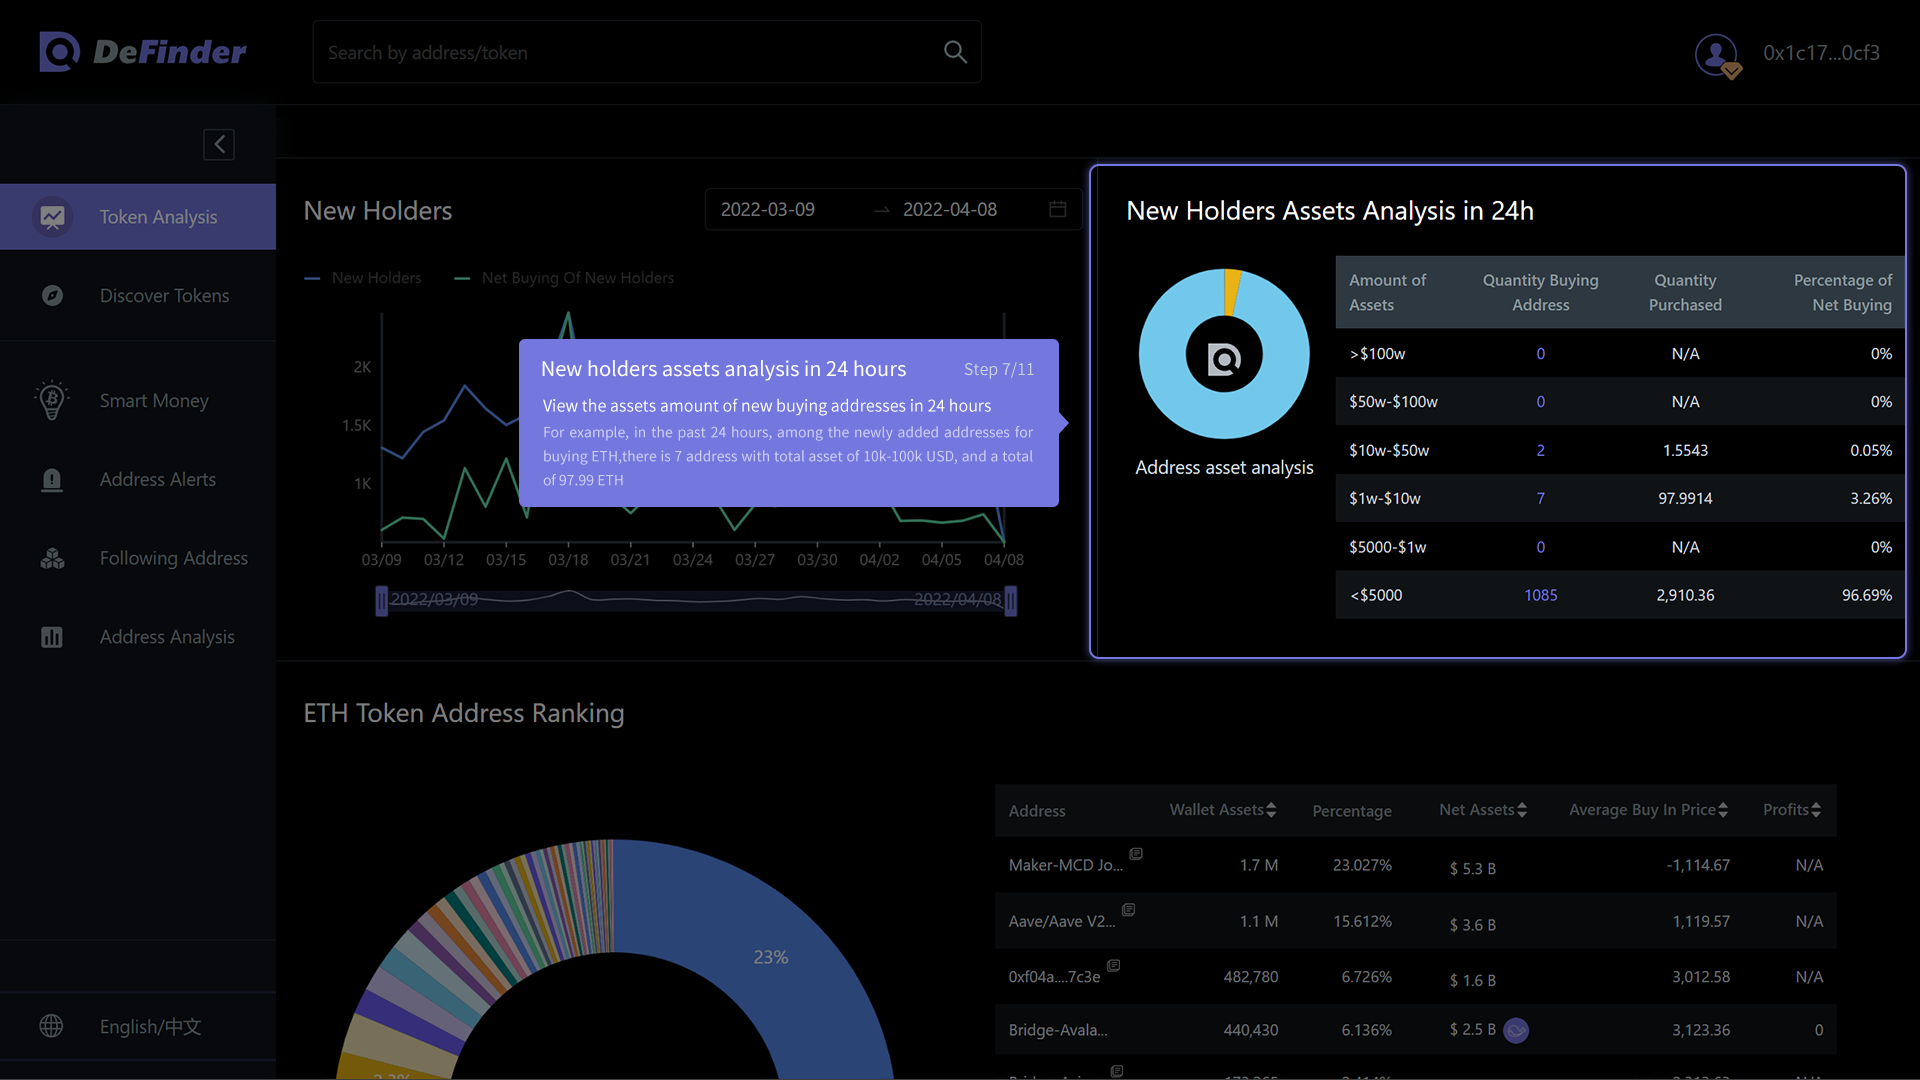 DeFinder
Search by address/token
0x1c17...0cf3
Token Analysis
Discover Tokens
Smart Money
Address Alerts
Following Address
Address Analysis
English/中文
New Holders
2022-03-09
2022-04-08
New Holders
Net Buying Of New Holders
2K
1.5K
1K
03/09 03/12 03/15 03/18 03/21 03/24 03/27 03/30 04/02 04/05 04/08
2022/03/09
2022/04/08
New holders assets analysis in 24 hours
Step 7/11
View the assets amount of new buying addresses in 24 hours
For example, in the past 24 hours, among the newly added addresses for
buying ETH,there is 7 address with total asset of 10k-100k USD, and a total
of 97.99 ETH
New Holders Assets Analysis in 24h
Address asset analysis
Amount of Assets Quantity Buying Address Quantity Purchased Percentage of Net Buying
>$100w 0 N/A 0%
$50w-$100w 0 N/A 0%
$10w-$50w 2 1.5543 0.05%
$1w-$10w 7 97.9914 3.26%
$5000-$1w 0 N/A 0%
<$5000 1085 2,910.36 96.69%
ETH Token Address Ranking
23%
Address Wallet Assets Percentage Net Assets Average Buy In Price Profits
Maker-MCD Jo... 1.7 M 23.027% $ 5.3 B -1,114.67 N/A
Aave/Aave V2... 1.1 M 15.612% $ 3.6 B 1,119.57 N/A
0xf04a....7c3e 482,780 6.726% $ 1.6 B 3,012.58 N/A
Bridge-Avala... 440,430 6.136% $ 2.5 B 3,123.36 0